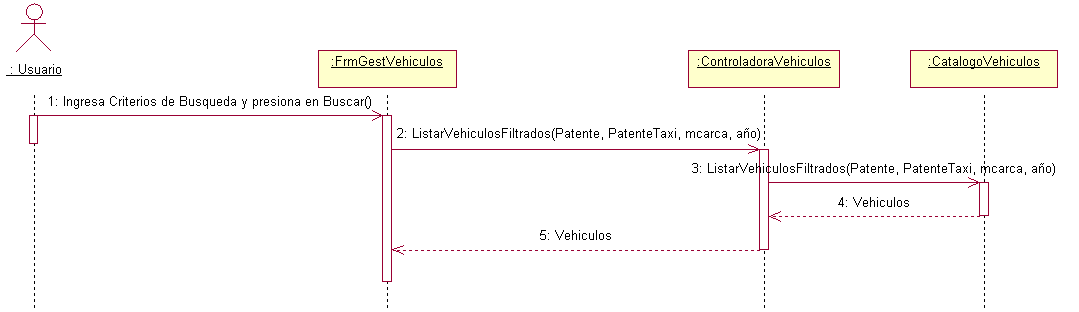 : Usuario
:FrmGestVehiculos
:ControladoraVehiculos
:CatalogoVehiculos
1: Ingresa Criterios de Busqueda y presiona en Buscar()
2: ListarVehiculosFiltrados(Patente, PatenteTaxi, mcarca, año)
3: ListarVehiculosFiltrados(Patente, PatenteTaxi, mcarca, año)
4: Vehiculos
5: Vehiculos